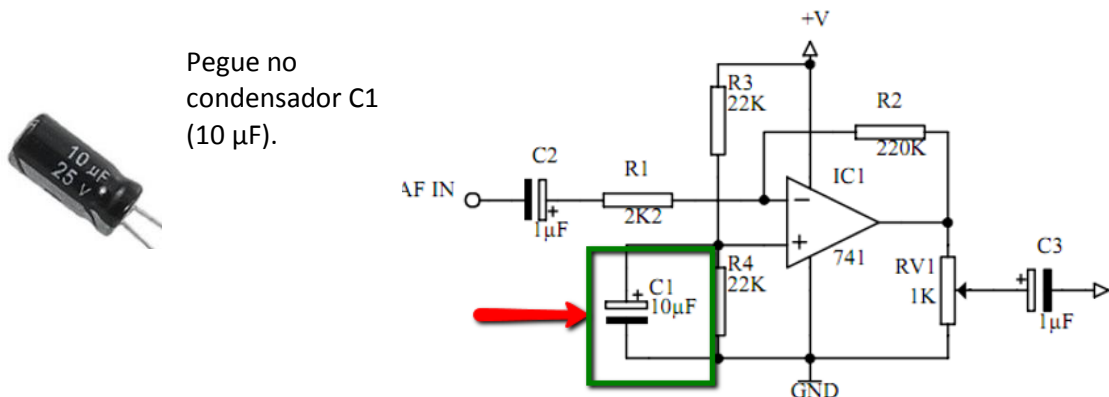 Pegue no
condensador C1
(10 µF).
10 µF
25 V
+V
R3
22K
R2
220K
C2
R1
IC1
AF IN
+
1µF
2K2
−
+
741
R4
22K
C1
+
10µF
RV1
1K
C3
+
1µF
GND